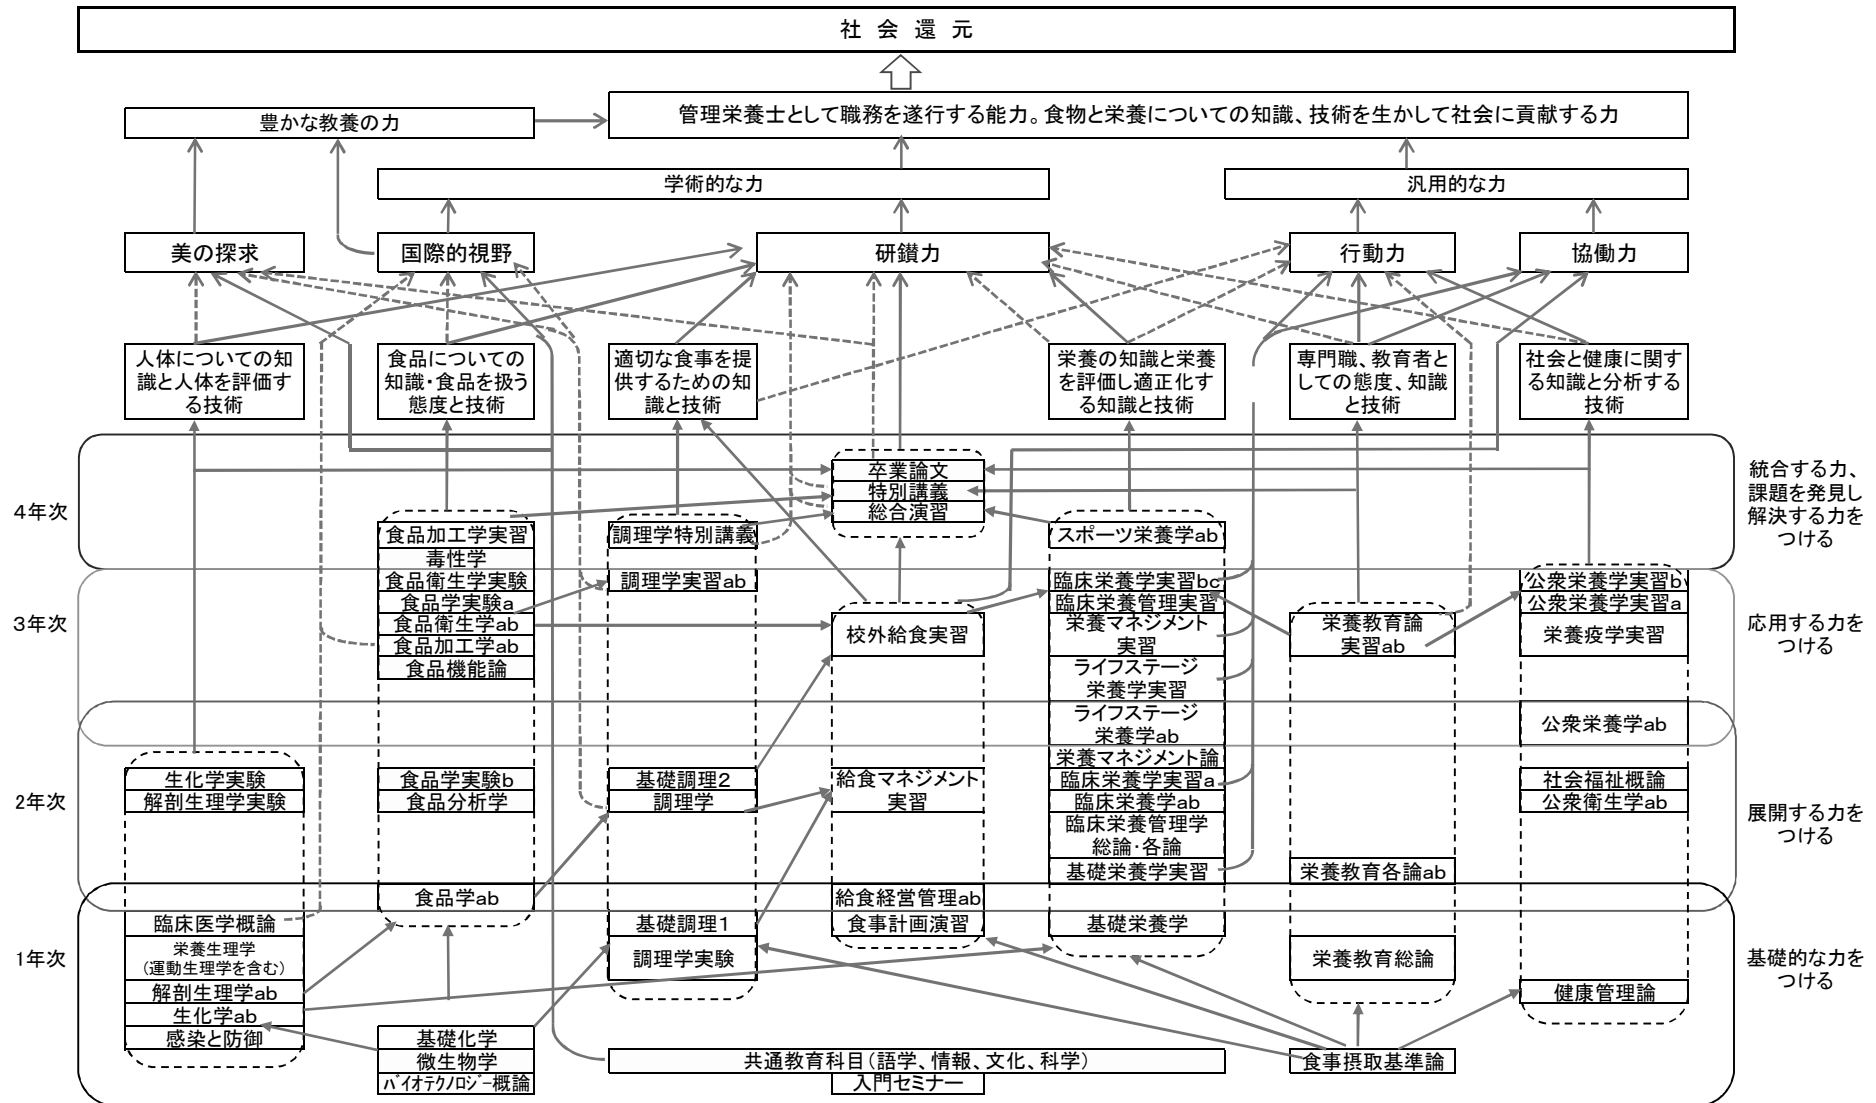 社 会 還 元
管理栄養士として職務を遂行する能力。食物と栄養についての知識、技術を生かして社会に貢献する力
豊かな教養の力
学術的な力
汎用的な力
美の探求
国際的視野
研鑽力
行動力
協働力
人体についての知
識と人体を評価す
る技術
食品についての
知識・食品を扱う
態度と技術
適切な食事を提
供するための知
識と技術
栄養の知識と栄養
を評価し適正化す
る知識と技術
専門職、教育者と
しての態度、知識
と技術
社会と健康に関す
る知識と分析する
技術
4年次
卒業論文
特別講義
総合演習
統合する力、
課題を発見し
解決する力を
つける
食品加工学実習
毒性学
食品衛生学実験
食品学実験a
食品衛生学ab
食品加工学ab
食品機能論
調理学特別講義
調理学実習ab
スポーツ栄養学ab
3年次
校外給食実習
臨床栄養学実習bc
臨床栄養管理実習
栄養マネジメント
実習
ライフステージ
栄養学実習
ライフステージ
栄養学ab
栄養マネジメント論
臨床栄養学実習a
臨床栄養学ab
臨床栄養管理学
総論・各論
基礎栄養学実習
栄養教育論
実習ab
公衆栄養学実習b
公衆栄養学実習a
栄養疫学実習
公衆栄養学ab
応用する力を
つける
2年次
生化学実験
解剖生理学実験
食品学実験b
食品分析学
基礎調理2
調理学
給食マネジメント
実習
社会福祉概論
公衆衛生学ab
展開する力を
つける
食品学ab
給食経営管理ab
食事計画演習
栄養教育各論ab
1年次
臨床医学概論
栄養生理学
(運動生理学を含む)
解剖生理学ab
生化学ab
感染と防御
基礎調理1
調理学実験
基礎栄養学
栄養教育総論
健康管理論
基礎的な力を
つける
基礎化学
微生物学
バイオテクノロジー概論
共通教育科目(語学、情報、文化、科学)
入門セミナー
食事摂取基準論